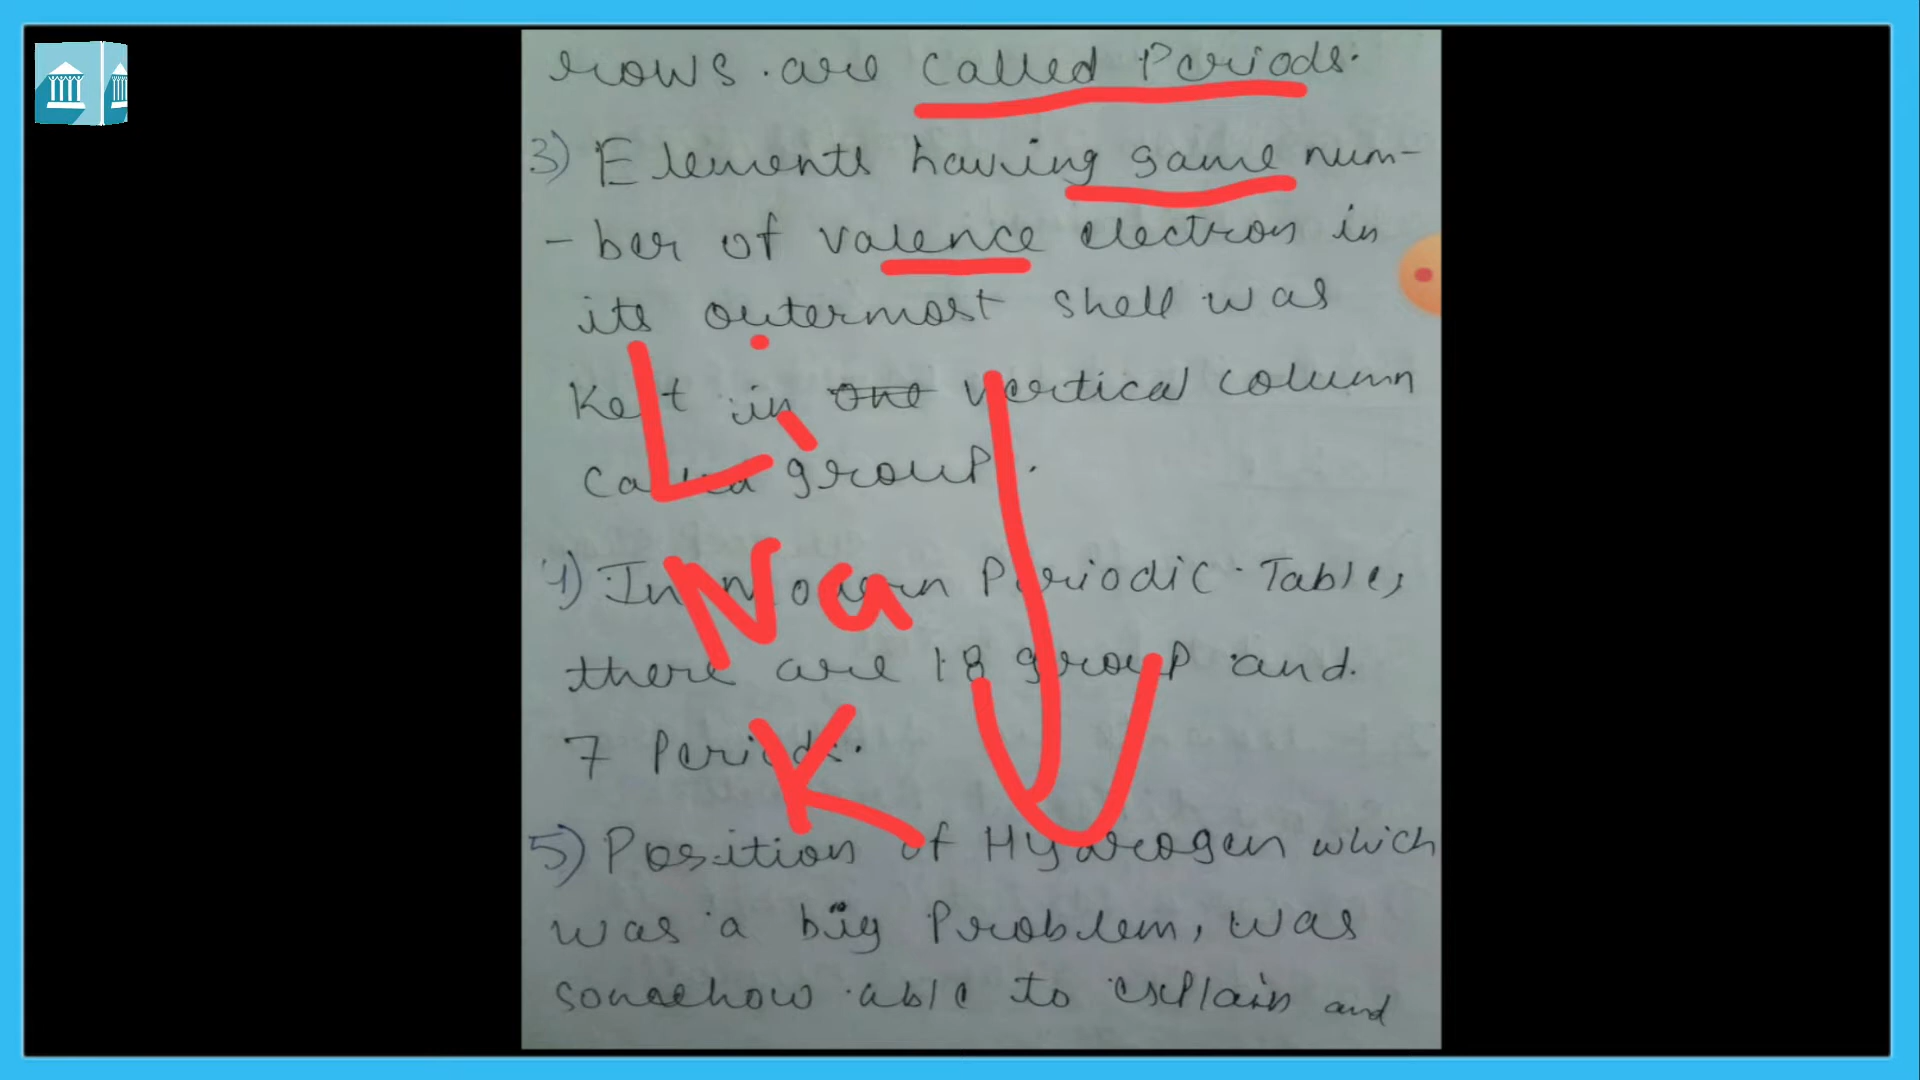 rows are called Periods.
3) Elements having same num-
- ber of valence electron in
its outermost shell was
Kept in one vertical column
called group.
4) In Modern Periodic Table,
there are 18 group and
7 Periods.
5) Position of Hydrogen which
was a big Problem, was
somehow able to explain and
Li
Na
K